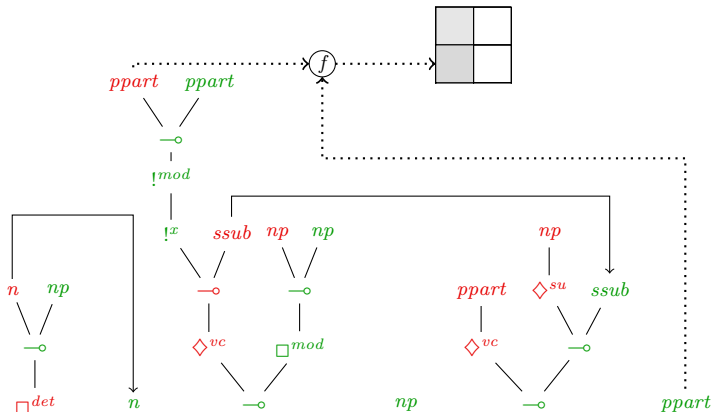 f
ppart ppart
⊸
!mod
!x ssub np np np
n np ⊸ ⊸ ppart ◇su ssub
⊸ ◇vc □mod ◇vc ⊸
□det n ⊸ np ⊸ ppart